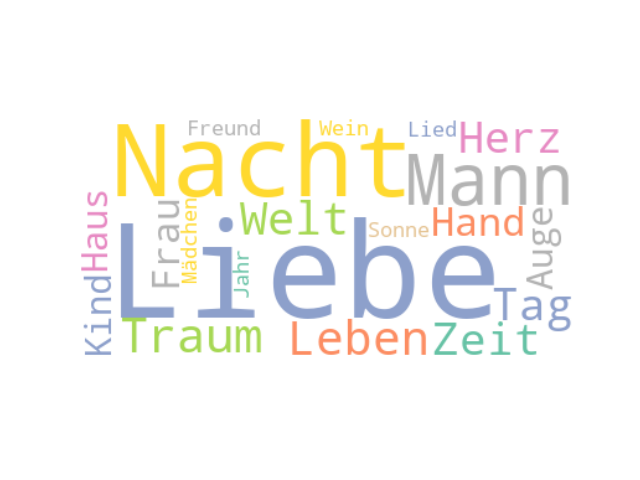 Freund
Wein
Lied
Herz
Nacht
Mann
Haus
Frau
Mädchen
Welt
Sonne
Hand
Auge
Jahr
Liebe
Kind
Tag
Traum
Leben
Zeit